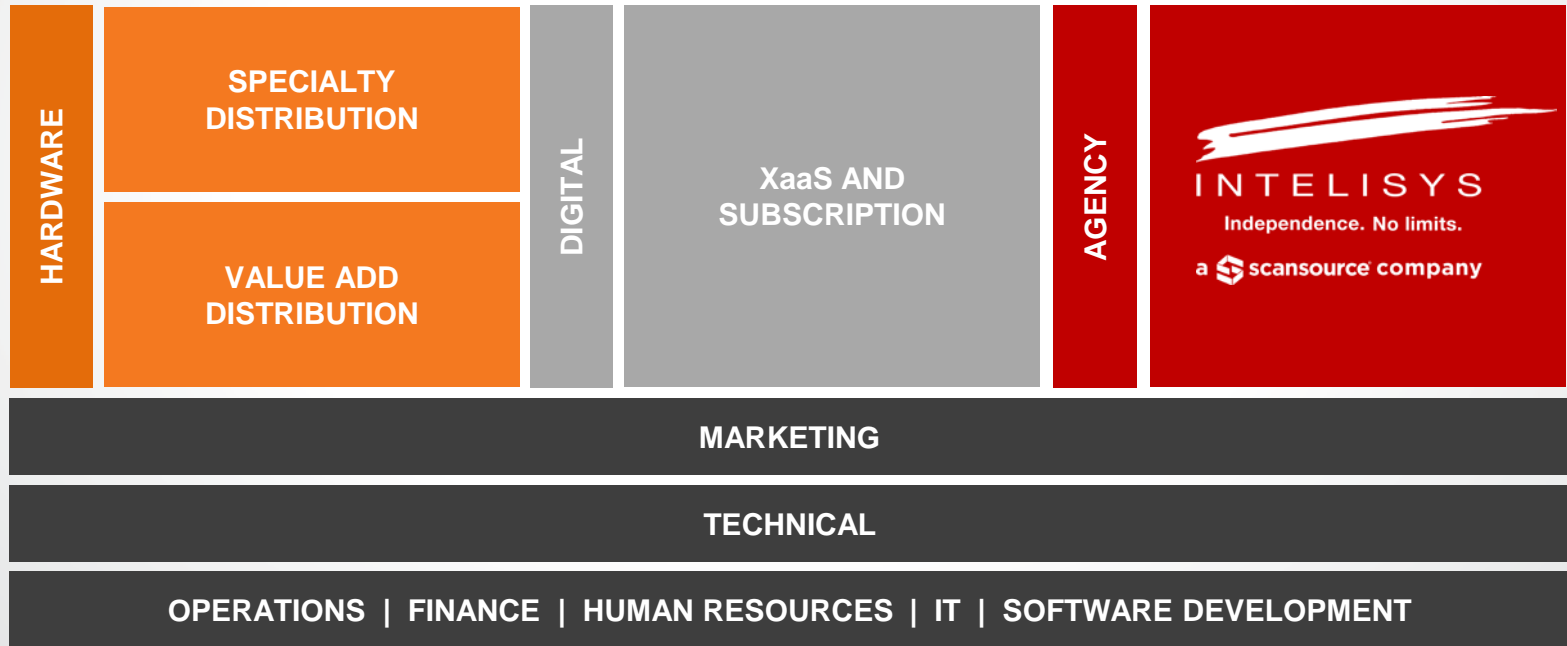 HARDWARE
SPECIALTY
DISTRIBUTION
VALUE ADD
DISTRIBUTION
DIGITAL
XaaS AND
SUBSCRIPTION
AGENCY
INTELISYS
Independence. No limits.
a scansource company
MARKETING
TECHNICAL
OPERATIONS | FINANCE | HUMAN RESOURCES | IT | SOFTWARE DEVELOPMENT